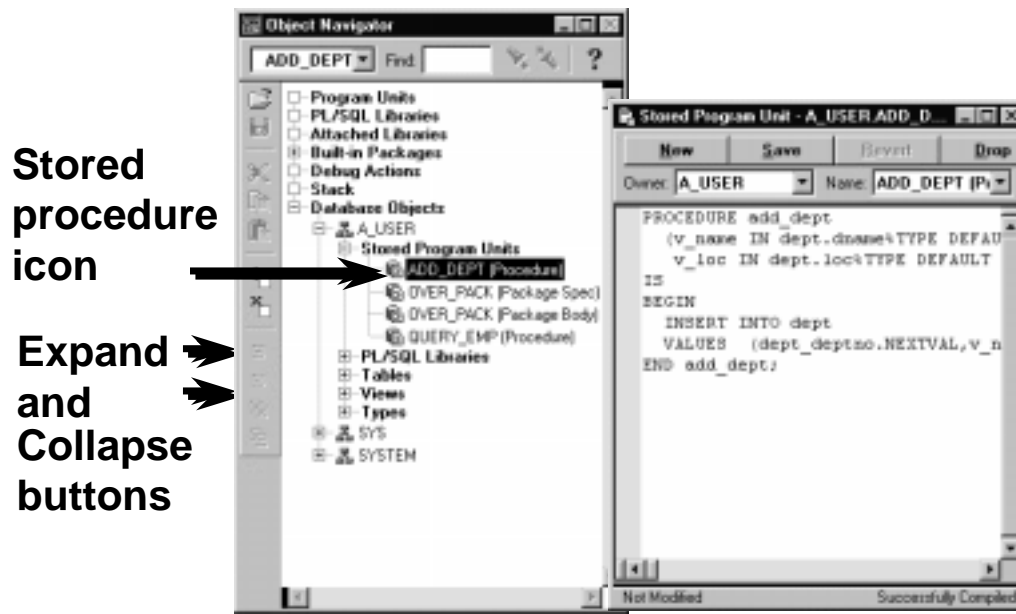 Stored
procedure
icon
Expand
and
Collapse
buttons
Object Navigator
ADD_DEPT Find: ?
Program Units
PL/SQL Libraries
Attached Libraries
Built-in Packages
Debug Actions
Stack
Database Objects
A_USER
Stored Program Units
ADD_DEPT (Procedure)
OVER_PACK (Package Spec)
OVER_PACK (Package Body)
QUERY_EMP (Procedure)
PL/SQL Libraries
Tables
Views
Types
SYS
SYSTEM
Stored Program Unit - A_USER.ADD_D...
New Save Revert Drop
Owner: A_USER Name: ADD_DEPT (P
PROCEDURE add_dept
(v_name IN dept.dname%TYPE DEFAU
v_loc IN dept.loc%TYPE DEFAULT
IS
BEGIN
INSERT INTO dept
VALUES (dept_deptno.NEXTVAL,v_n
END add_dept;
Not Modified Successfully Compiled